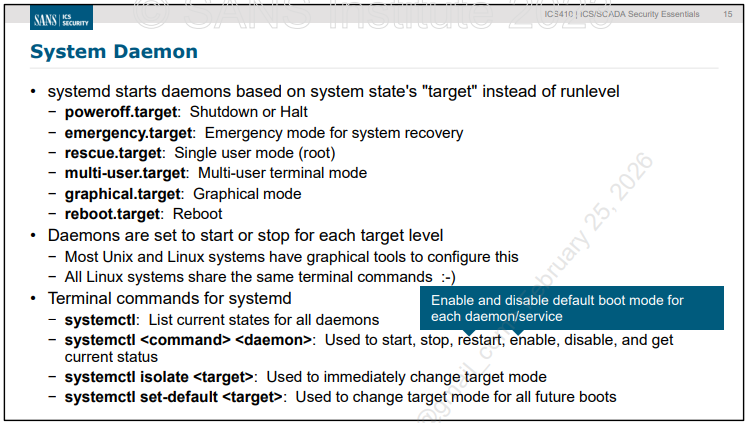 © SANS Institute 2026
SANS | ICS SECURITY
ICS410 | ICS/SCADA Security Essentials 15
System Daemon
• systemd starts daemons based on system state's "target" instead of runlevel
– poweroff.target: Shutdown or Halt
– emergency.target: Emergency mode for system recovery
– rescue.target: Single user mode (root)
– multi-user.target: Multi-user terminal mode
– graphical.target: Graphical mode
– reboot.target: Reboot
• Daemons are set to start or stop for each target level
– Most Unix and Linux systems have graphical tools to configure this
– All Linux systems share the same terminal commands :-)
• Terminal commands for systemd
Enable and disable default boot mode for
each daemon/service
– systemctl: List current states for all daemons
– systemctl <command> <daemon>: Used to start, stop, restart, enable, disable, and get
current status
– systemctl isolate <target>: Used to immediately change target mode
– systemctl set-default <target>: Used to change target mode for all future boots